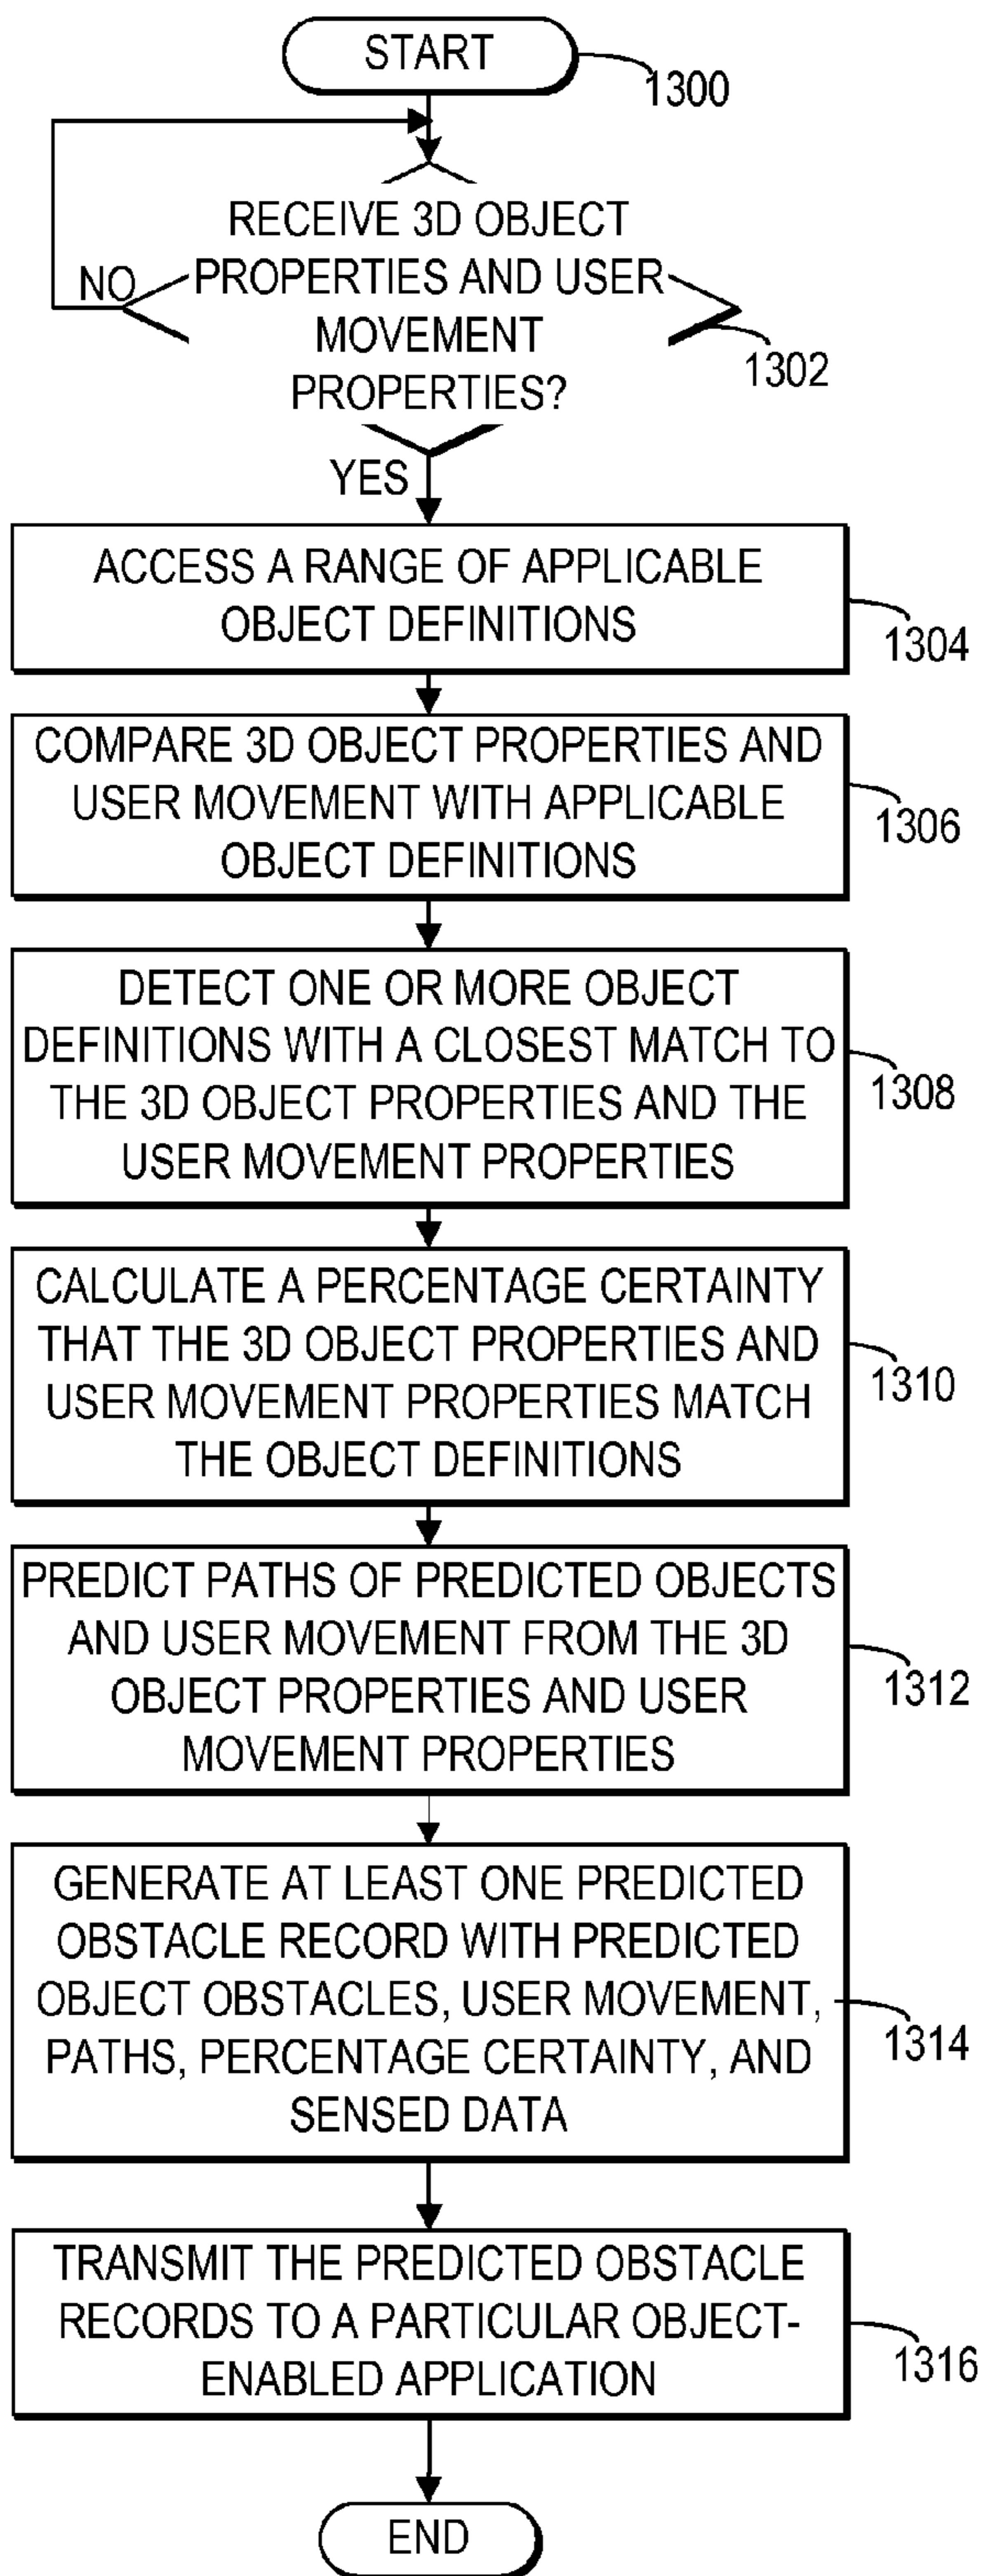 START
1300
RECEIVE 3D OBJECT
PROPERTIES AND USER
MOVEMENT
PROPERTIES?
NO
1302
YES
ACCESS A RANGE OF APPLICABLE
OBJECT DEFINITIONS
1304
COMPARE 3D OBJECT PROPERTIES AND
USER MOVEMENT WITH APPLICABLE
OBJECT DEFINITIONS
1306
DETECT ONE OR MORE OBJECT
DEFINITIONS WITH A CLOSEST MATCH TO
THE 3D OBJECT PROPERTIES AND THE
USER MOVEMENT PROPERTIES
1308
CALCULATE A PERCENTAGE CERTAINTY
THAT THE 3D OBJECT PROPERTIES AND
USER MOVEMENT PROPERTIES MATCH
THE OBJECT DEFINITIONS
1310
PREDICT PATHS OF PREDICTED OBJECTS
AND USER MOVEMENT FROM THE 3D
OBJECT PROPERTIES AND USER
MOVEMENT PROPERTIES
1312
GENERATE AT LEAST ONE PREDICTED
OBSTACLE RECORD WITH PREDICTED
OBJECT OBSTACLES, USER MOVEMENT,
PATHS, PERCENTAGE CERTAINTY, AND
SENSED DATA
1314
TRANSMIT THE PREDICTED OBSTACLE
RECORDS TO A PARTICULAR OBJECT-
ENABLED APPLICATION
1316
END